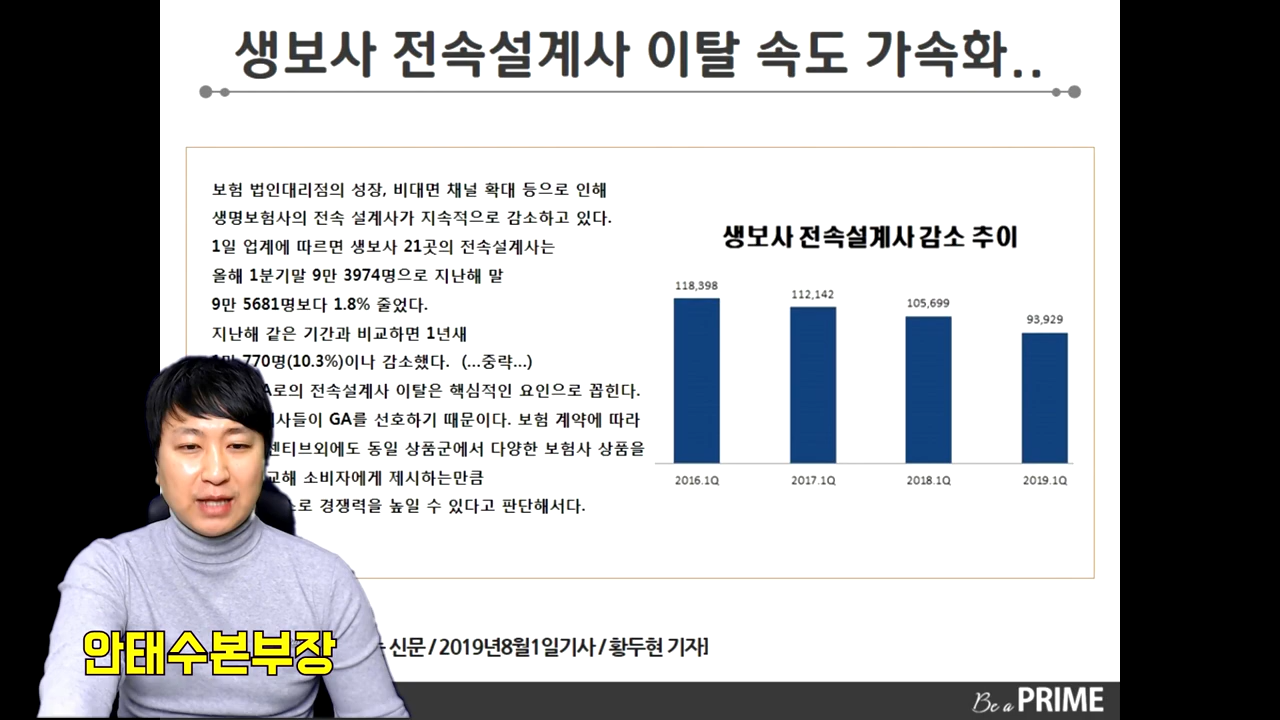 생보사 전속설계사 이탈 속도 가속화..
보험 법인대리점의 성장, 비대면 채널 확대 등으로 인해
생명보험사의 전속 설계사가 지속적으로 감소하고 있다.
1일 업계에 따르면 생보사 21곳의 전속설계사는
올해 1분기말 9만 3974명으로 지난해 말
9만 5681명보다 1.8% 줄었다.
지난해 같은 기간과 비교하면 1년새
770명(10.3%)이나 감소했다. (...중략...)
A로의 전속설계사 이탈은 핵심적인 요인으로 꼽힌다.
사들이 GA를 선호하기 때문이다. 보험 계약에 따라
센티브외에도 동일 상품군에서 다양한 보험사 상품을
교해 소비자에게 제시하는만큼
로 경쟁력을 높일 수 있다고 판단해서다.
생보사 전속설계사 감소 추이
118,398
112,142
105,699
93,929
2016.1Q
2017.1Q
2018.1Q
2019.1Q
신문 / 2019년8월1일기사 / 황두현 기자]
안태수본부장
Be a PRIME